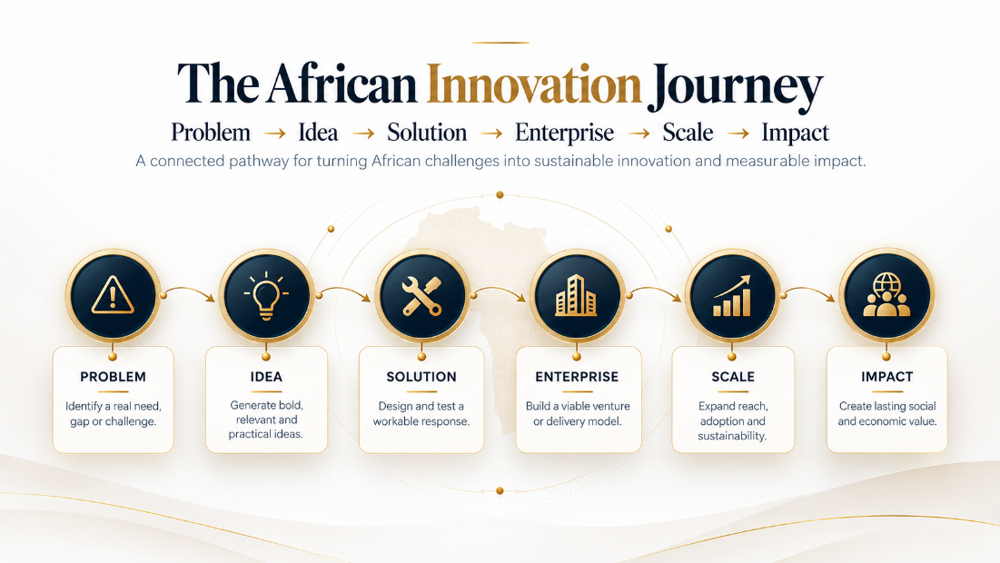 The African Innovation Journey
Problem → Idea → Solution → Enterprise → Scale → Impact
A connected pathway for turning African challenges into sustainable innovation and measurable impact.
PROBLEM
Identify a real need,
gap or challenge.
IDEA
Generate bold,
relevant and
practical ideas.
SOLUTION
Design and test a
workable response.
ENTERPRISE
Build a viable venture
or delivery model.
SCALE
Expand reach,
adoption and
sustainability.
IMPACT
Create lasting social
and economic value.